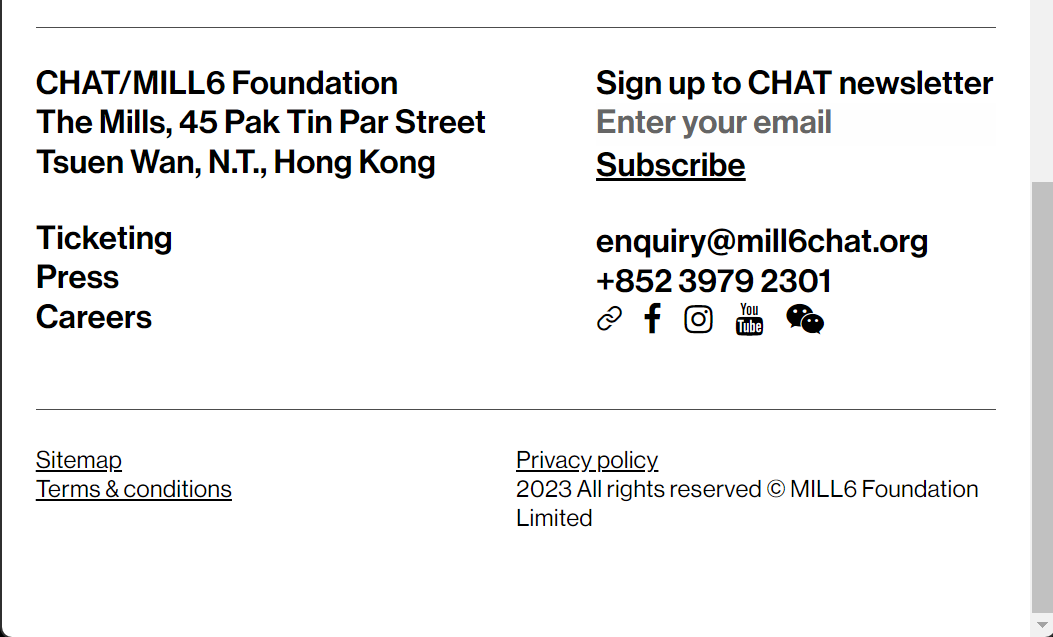 CHAT/MILL6 Foundation
The Mills, 45 Pak Tin Par Street
Tsuen Wan, N.T., Hong Kong
Ticketing
Press
Careers
Sign up to CHAT newsletter
Enter your email
Subscribe
enquiry@mill6chat.org
+852 3979 2301
You
Tube
Sitemap
Terms & conditions
Privacy policy
2023 All rights reserved © MILL6 Foundation
Limited